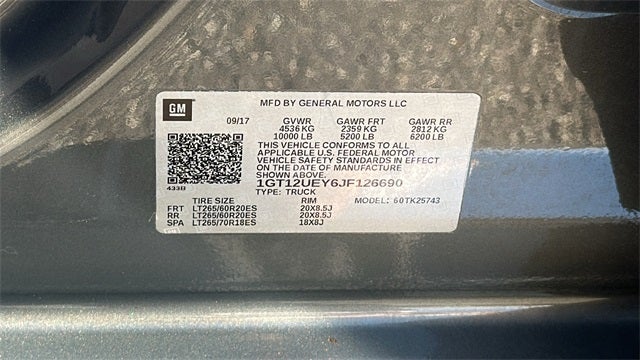 GM
MFD BY GENERAL MOTORS LLC
09/17 GVWR GAWR FRT GAWR RR
4536 KG 2359 KG 2812 KG
10000 LB 5200 LB 6200 LB
THIS VEHICLE CONFORMS TO ALL
APPLICABLE U.S. FEDERAL MOTOR
VEHICLE SAFETY STANDARDS IN EFFECT
ON THE DATE OF MANUFACTURE
SHOWN ABOVE.
433B 1GT12UEY6JF126690
TYPE: TRUCK
TIRE SIZE RIM MODEL: 60TK25743
FRT LT265/60R20ES 20X8.5J
RR LT265/60R20ES 20X8.5J
SPA LT265/70R18ES 18X8J